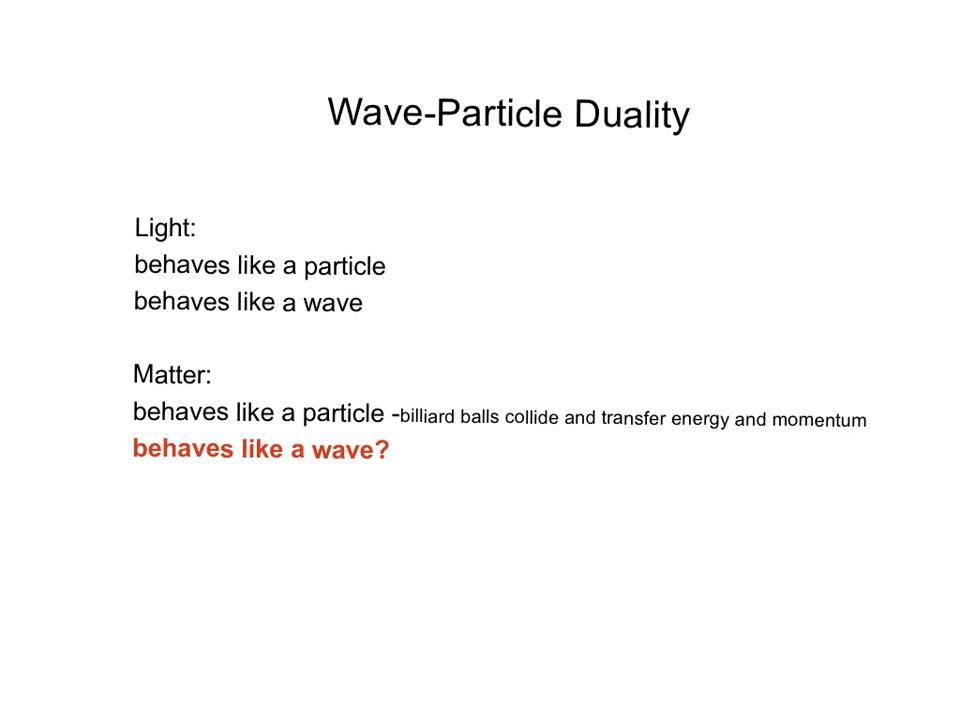 Wave-Particle Duality
Light:
behaves like a particle
behaves like a wave
Matter:
behaves like a particle -billiard balls collide and transfer energy and momentum
behaves like a wave?